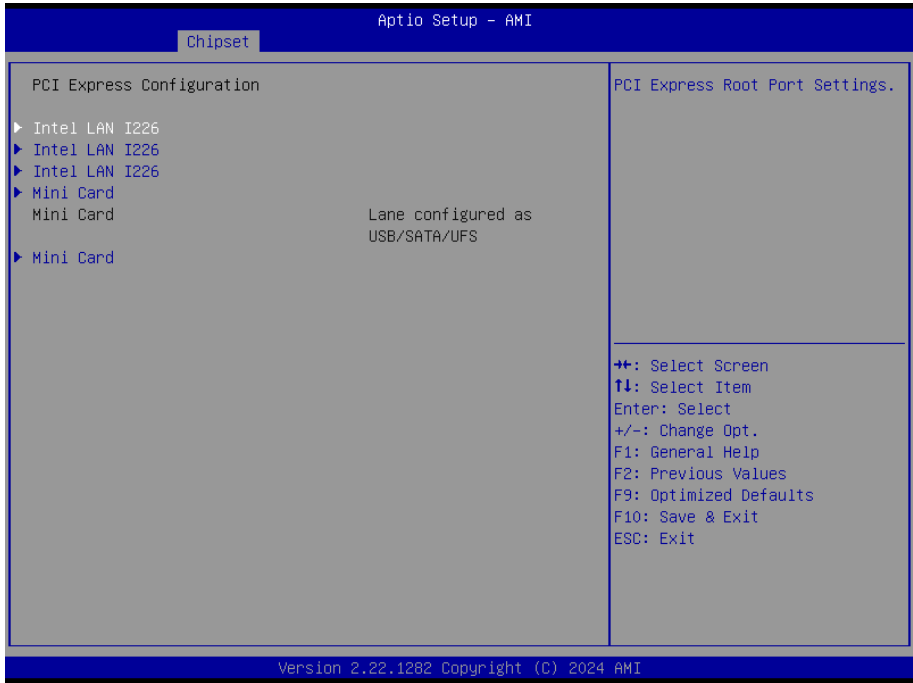 Aptio Setup – AMI
Chipset
PCI Express Configuration
Intel LAN I226
Intel LAN I226
Intel LAN I226
Mini Card
Mini Card Lane configured as
USB/SATA/UFS
Mini Card
PCI Express Root Port Settings.
→←: Select Screen
↑↓: Select Item
Enter: Select
+/-: Change Opt.
F1: General Help
F2: Previous Values
F9: Optimized Defaults
F10: Save & Exit
ESC: Exit
Version 2.22.1282 Copyright (C) 2024 AMI